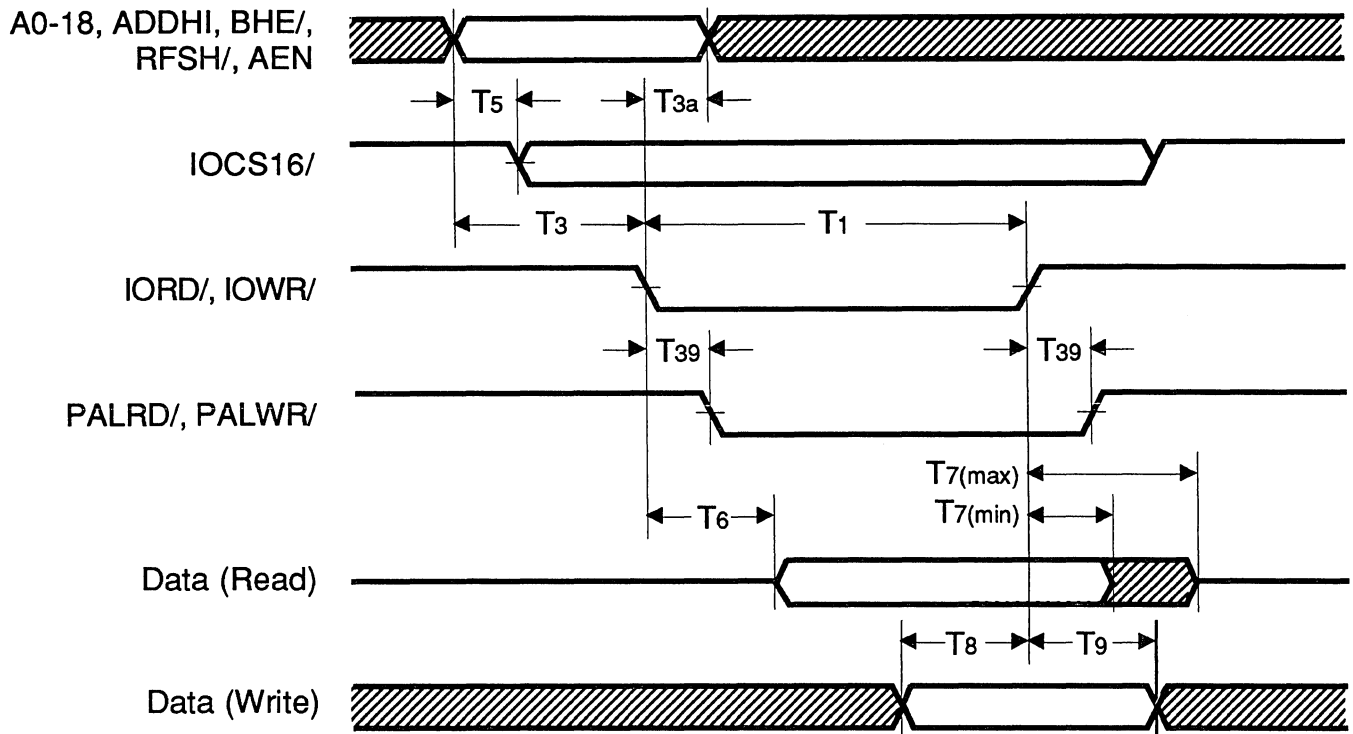 A0-18, ADDHI, BHE/,
RFSH/, AEN
T5
T3a
IOCS16/
T3
T1
IORD/, IOWR/
T39
T39
PALRD/, PALWR/
T7(max)
T6
T7(min)
Data (Read)
T8
T9
Data (Write)